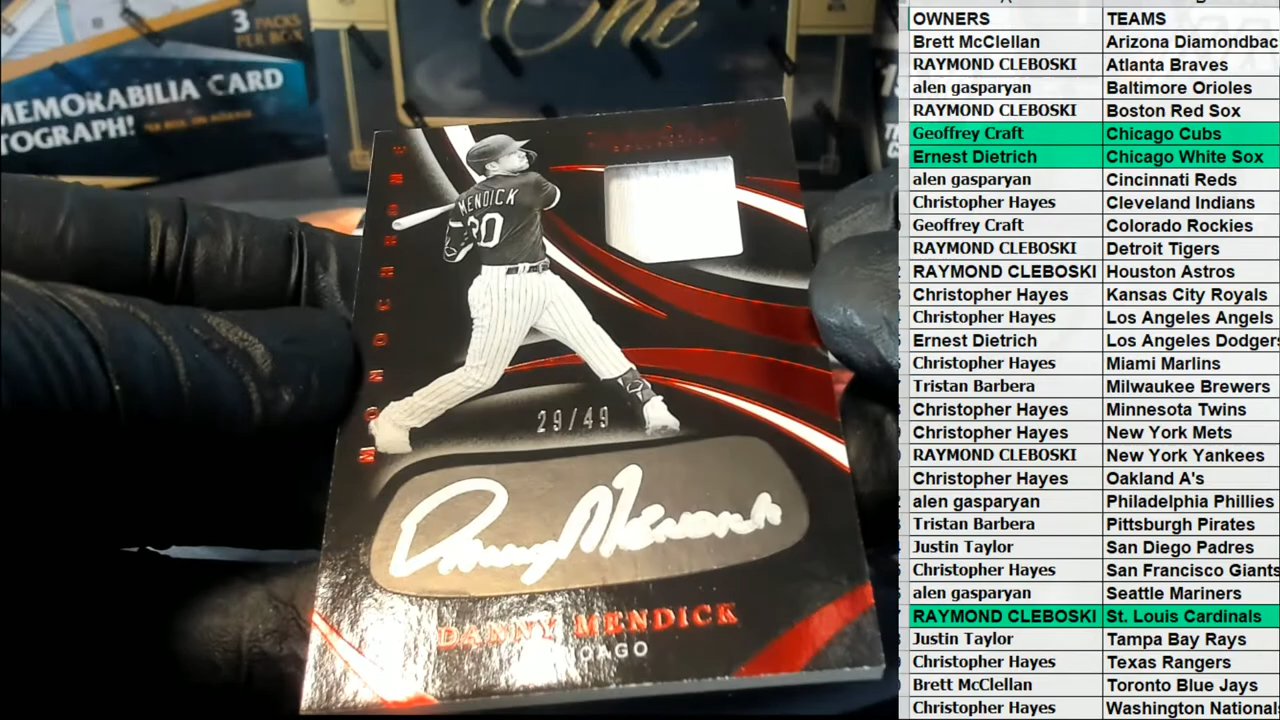 3 PACKS
PER BOX
MEMORABILIA CARD
TOGRAPH!
One
MONOCHROME
MENDICK
20
29/49
Danny Mendick
DANNY MENDICK
OWNERS TEAMS
Brett McClellan Arizona Diamondbac
RAYMOND CLEBOSKI Atlanta Braves
alen gasparyan Baltimore Orioles
RAYMOND CLEBOSKI Boston Red Sox
Geoffrey Craft Chicago Cubs
Ernest Dietrich Chicago White Sox
alen gasparyan Cincinnati Reds
Christopher Hayes Cleveland Indians
Geoffrey Craft Colorado Rockies
RAYMOND CLEBOSKI Detroit Tigers
RAYMOND CLEBOSKI Houston Astros
Christopher Hayes Kansas City Royals
Christopher Hayes Los Angeles Angels
Ernest Dietrich Los Angeles Dodgers
Christopher Hayes Miami Marlins
Tristan Barbera Milwaukee Brewers
Christopher Hayes Minnesota Twins
Christopher Hayes New York Mets
RAYMOND CLEBOSKI New York Yankees
Christopher Hayes Oakland A's
alen gasparyan Philadelphia Phillies
Tristan Barbera Pittsburgh Pirates
Justin Taylor San Diego Padres
Christopher Hayes San Francisco Giants
alen gasparyan Seattle Mariners
RAYMOND CLEBOSKI St. Louis Cardinals
Justin Taylor Tampa Bay Rays
Christopher Hayes Texas Rangers
Brett McClellan Toronto Blue Jays
Christopher Hayes Washington National